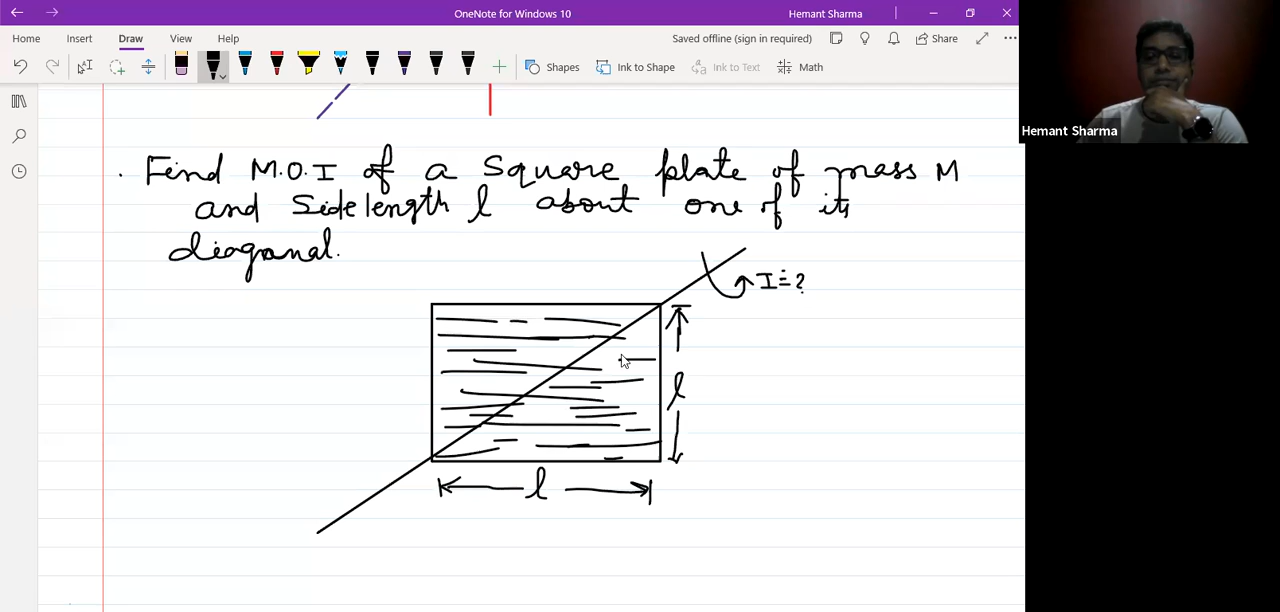 OneNote for Windows 10
Hemant Sharma
Home Insert Draw View Help
Saved offline (sign in required)
Share
Shapes
Ink to Shape
Ink to Text
Math
Hemant Sharma
. Find M.O.I of a Square plate of mass M
and Side length l about one of its
diagonal.
I = ?
l
l